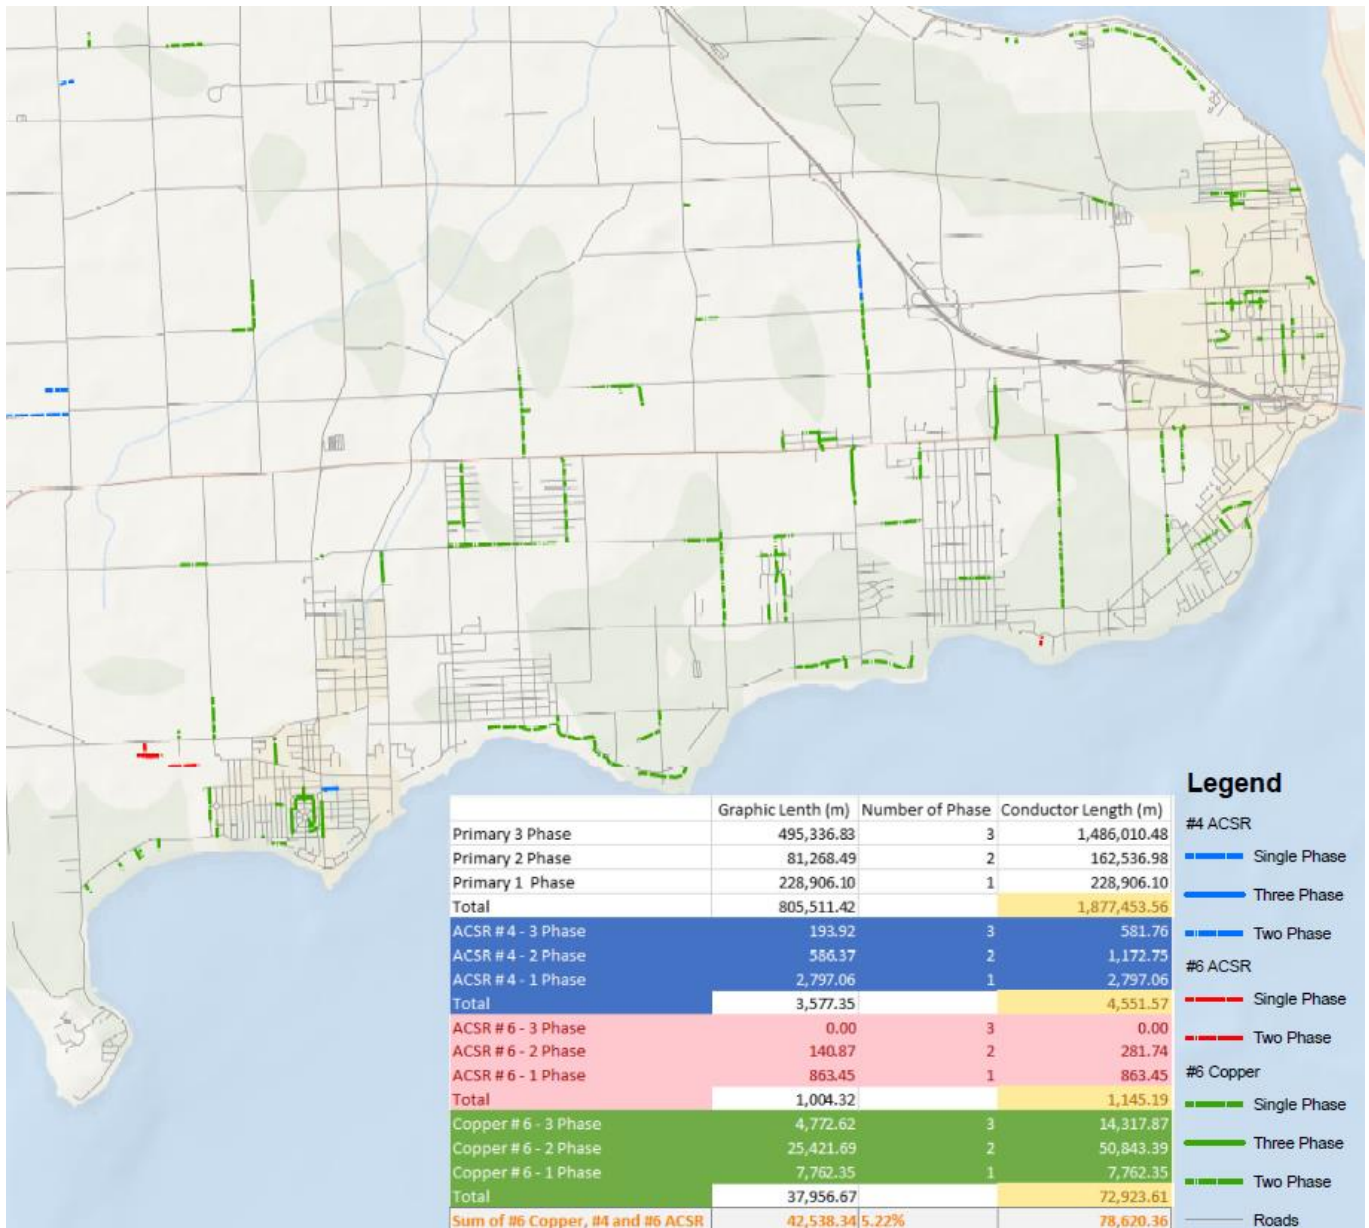 Graphic Lenth (m) Number of Phase Conductor Length (m)
Primary 3 Phase 495,336.83 3 1,486,010.48
Primary 2 Phase 81,268.49 2 162,536.98
Primary 1 Phase 228,906.10 1 228,906.10
Total 805,511.42 1,877,453.56
ACSR # 4 - 3 Phase 193.92 3 581.76
ACSR # 4 - 2 Phase 586.37 2 1,172.75
ACSR # 4 - 1 Phase 2,797.06 1 2,797.06
Total 3,577.35 4,551.57
ACSR # 6 - 3 Phase 0.00 3 0.00
ACSR # 6 - 2 Phase 140.87 2 281.74
ACSR # 6 - 1 Phase 863.45 1 863.45
Total 1,004.32 1,145.19
Copper # 6 - 3 Phase 4,772.62 3 14,317.87
Copper # 6 - 2 Phase 25,421.69 2 50,843.39
Copper # 6 - 1 Phase 7,762.35 1 7,762.35
Total 37,956.67 72,923.61
Sum of #6 Copper, #4 and #6 ACSR 42,538.34 5.22% 78,620.36
Legend
#4 ACSR
Single Phase
Three Phase
Two Phase
#6 ACSR
Single Phase
Two Phase
#6 Copper
Single Phase
Three Phase
Two Phase
Roads